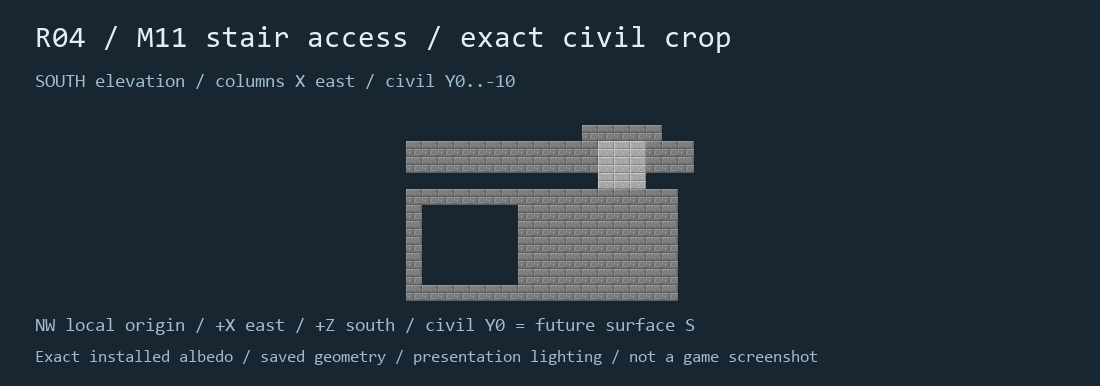 R04 / M11 stair access / exact civil crop
SOUTH elevation / columns X east / civil Y0..-10
NW local origin / +X east / +Z south / civil Y0 = future surface S
Exact installed albedo / saved geometry / presentation lighting / not a game screenshot